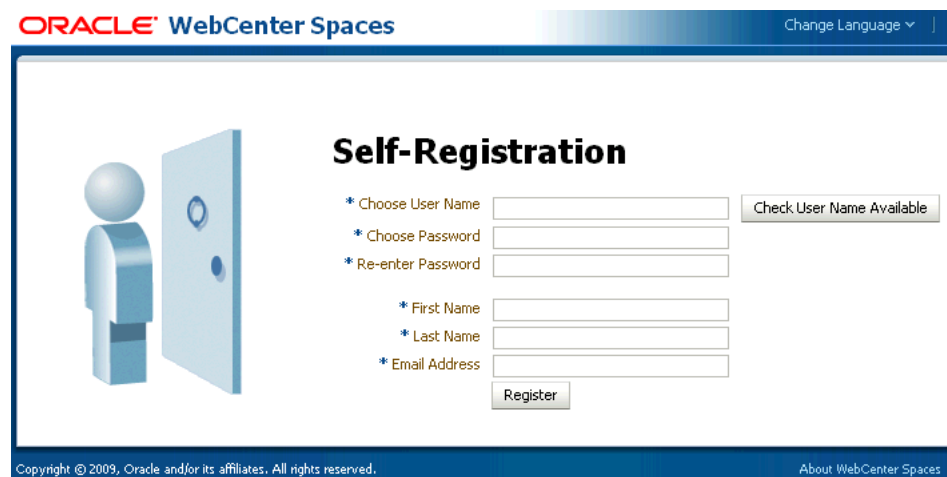 ORACLE WebCenter Spaces
Change Language
Self-Registration
* Choose User Name
Check User Name Available
* Choose Password
* Re-enter Password
* First Name
* Last Name
* Email Address
Register
Copyright © 2009, Oracle and/or its affiliates. All rights reserved.
About WebCenter Spaces